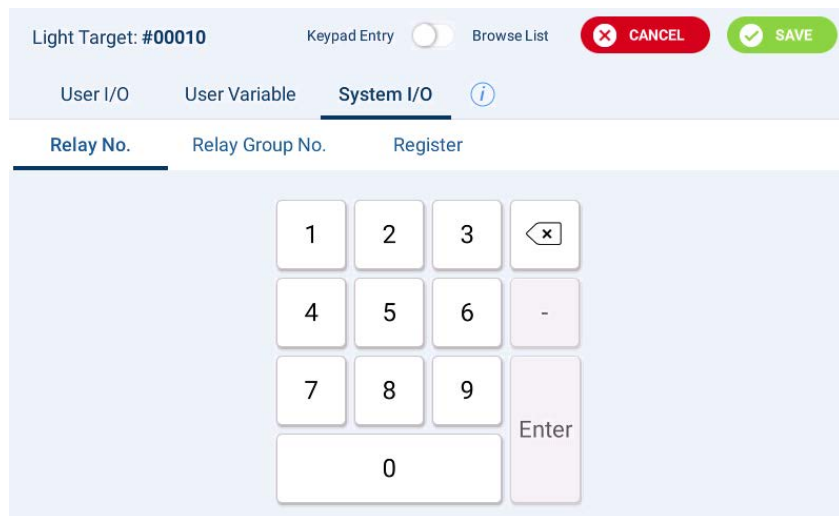 Light Target: #00010 Keypad Entry Browse List CANCEL SAVE
User I/O User Variable System I/O i
Relay No. Relay Group No. Register
1 2 3
4 5 6 -
7 8 9
Enter
0